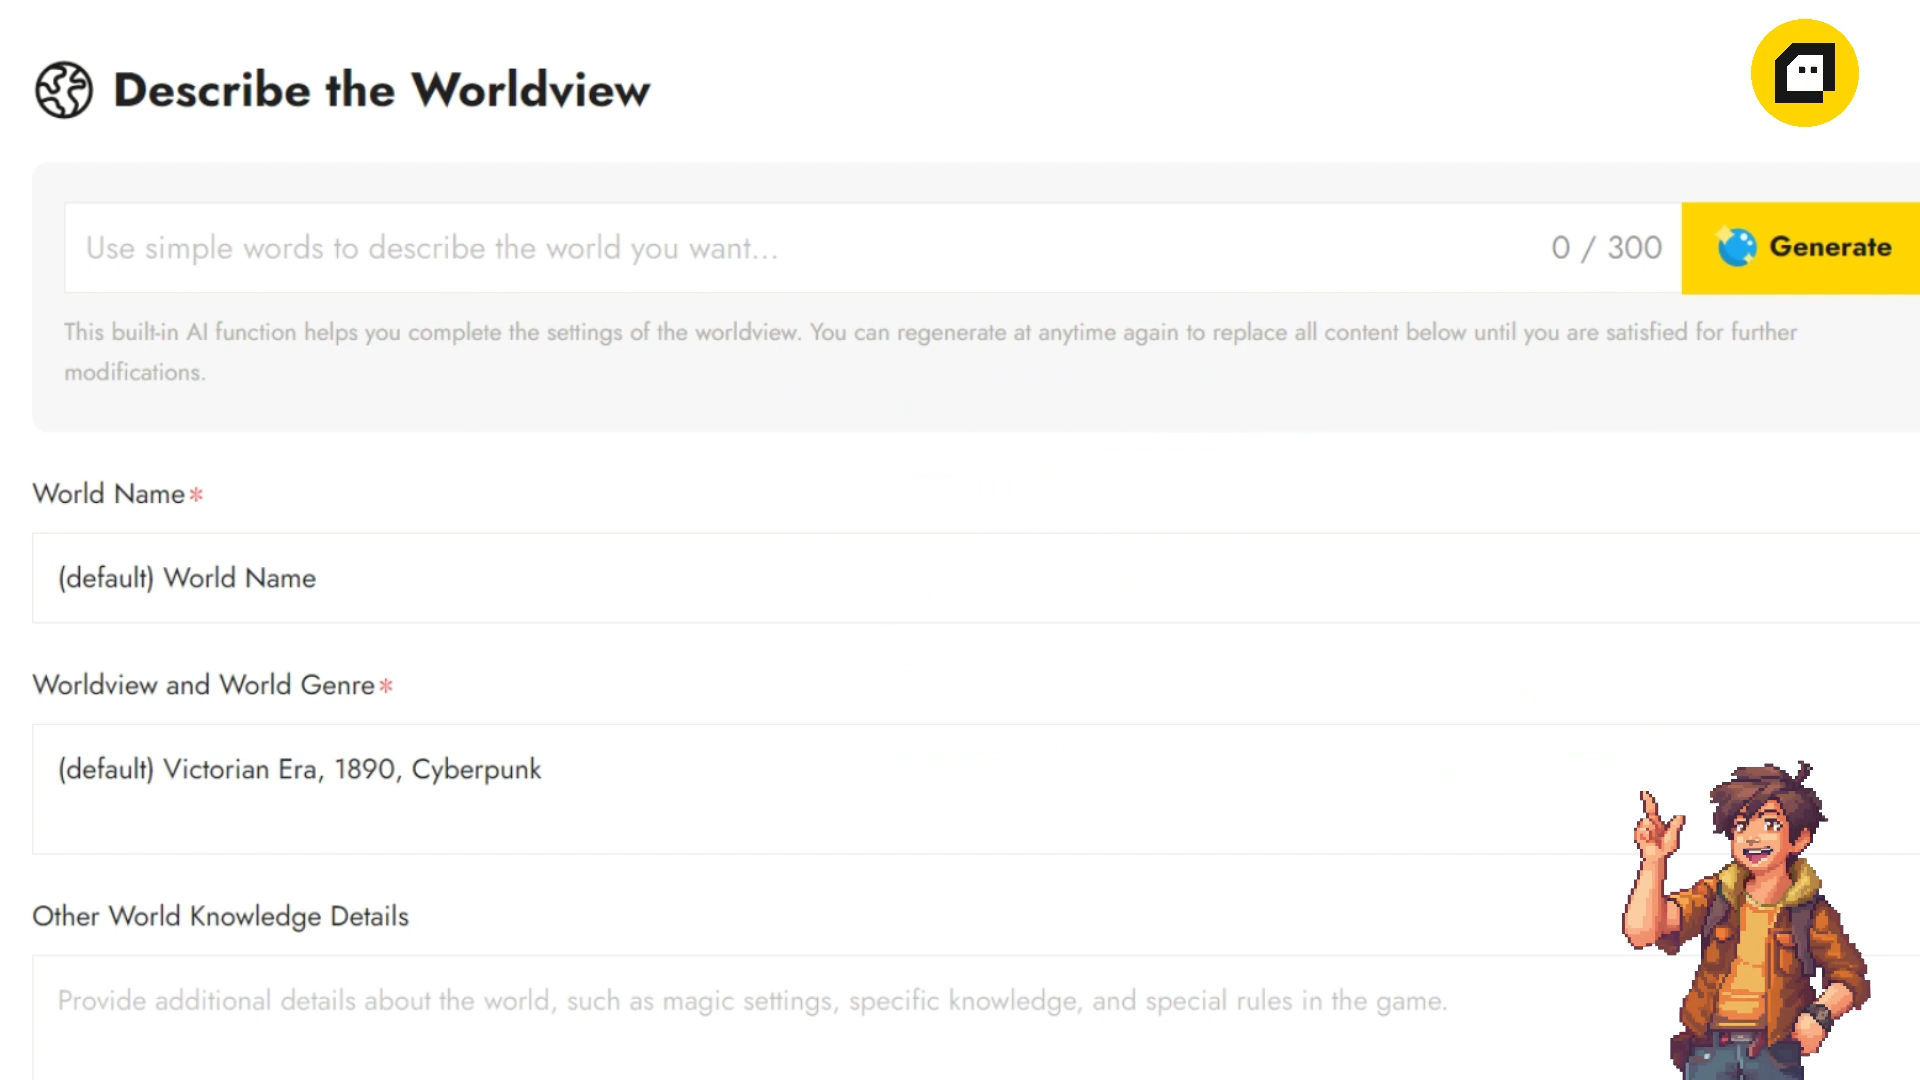 Describe the Worldview
Use simple words to describe the world you want...
0 / 300
Generate
This built-in AI function helps you complete the settings of the worldview. You can regenerate at anytime again to replace all content below until you are satisfied for further
modifications.
World Name*
(default) World Name
Worldview and World Genre*
(default) Victorian Era, 1890, Cyberpunk
Other World Knowledge Details
Provide additional details about the world, such as magic settings, specific knowledge, and special rules in the game.